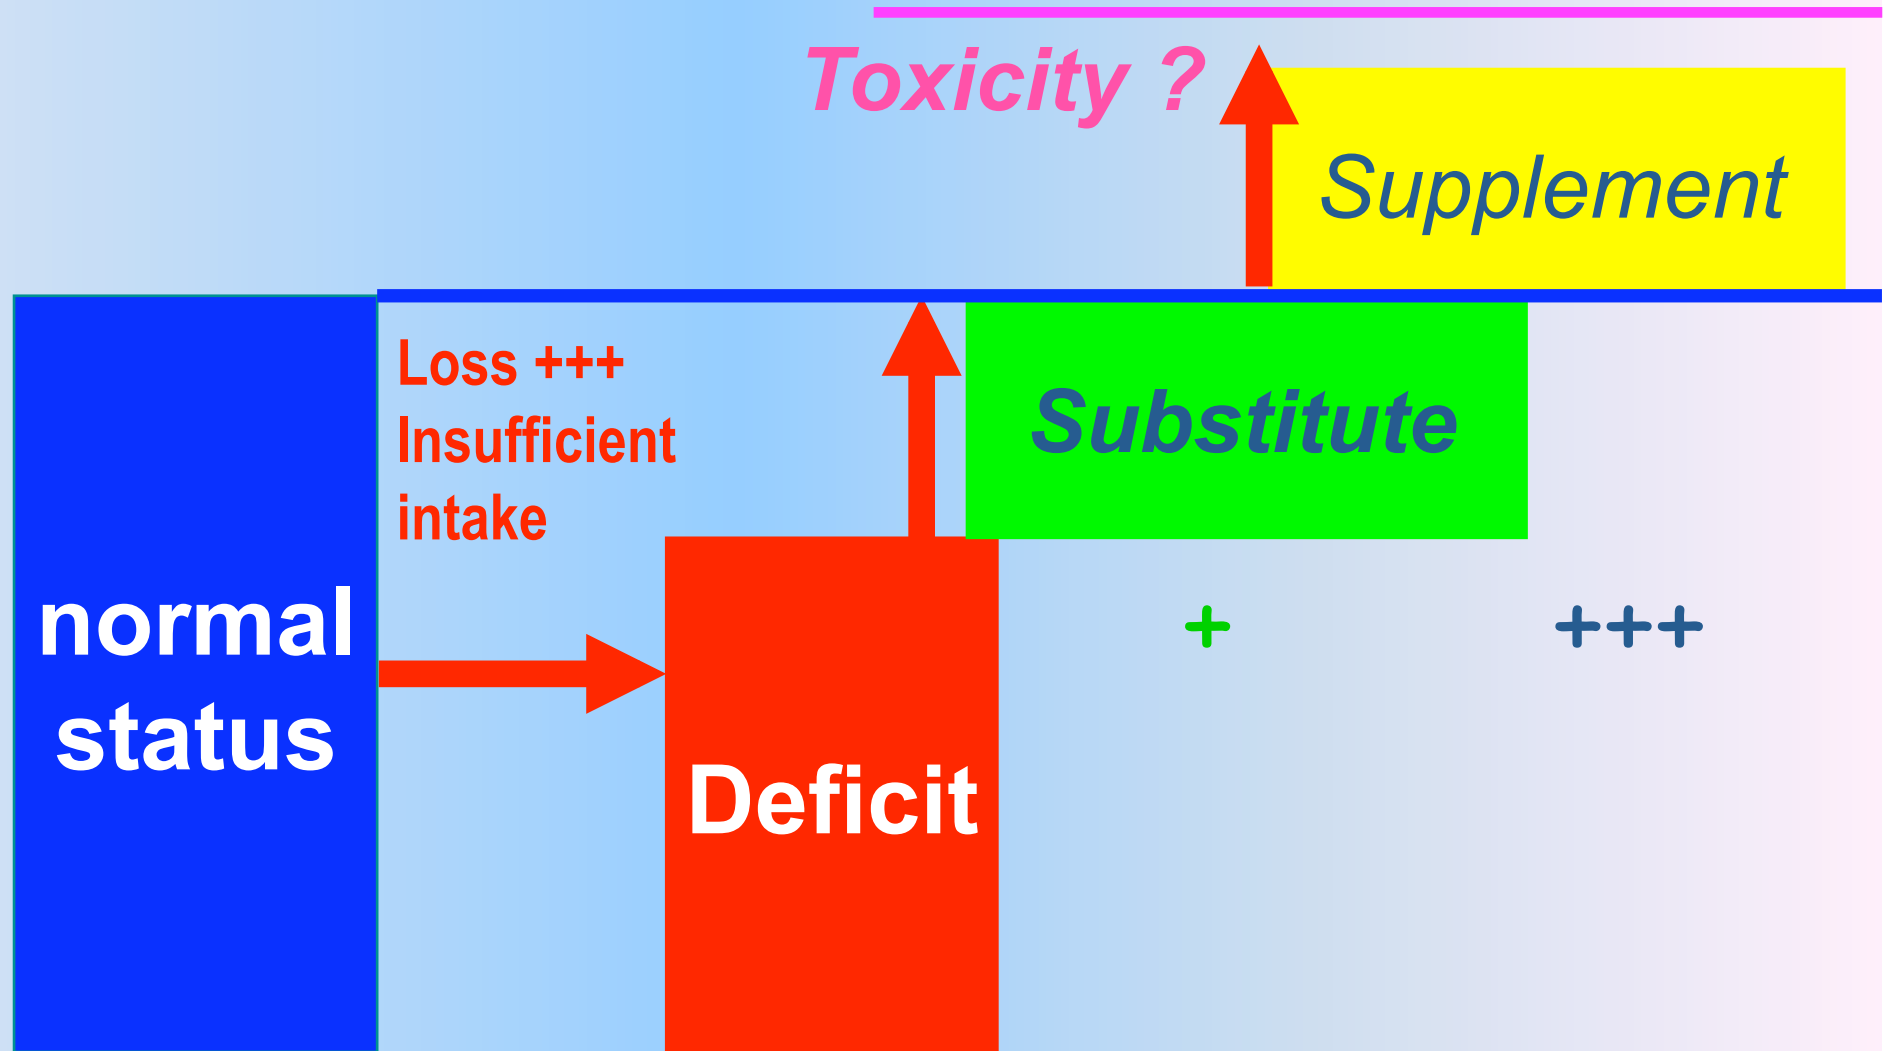 Toxicity ?
Supplement
Loss +++
Insufficient
intake
Substitute
normal
status
+
+++
Deficit